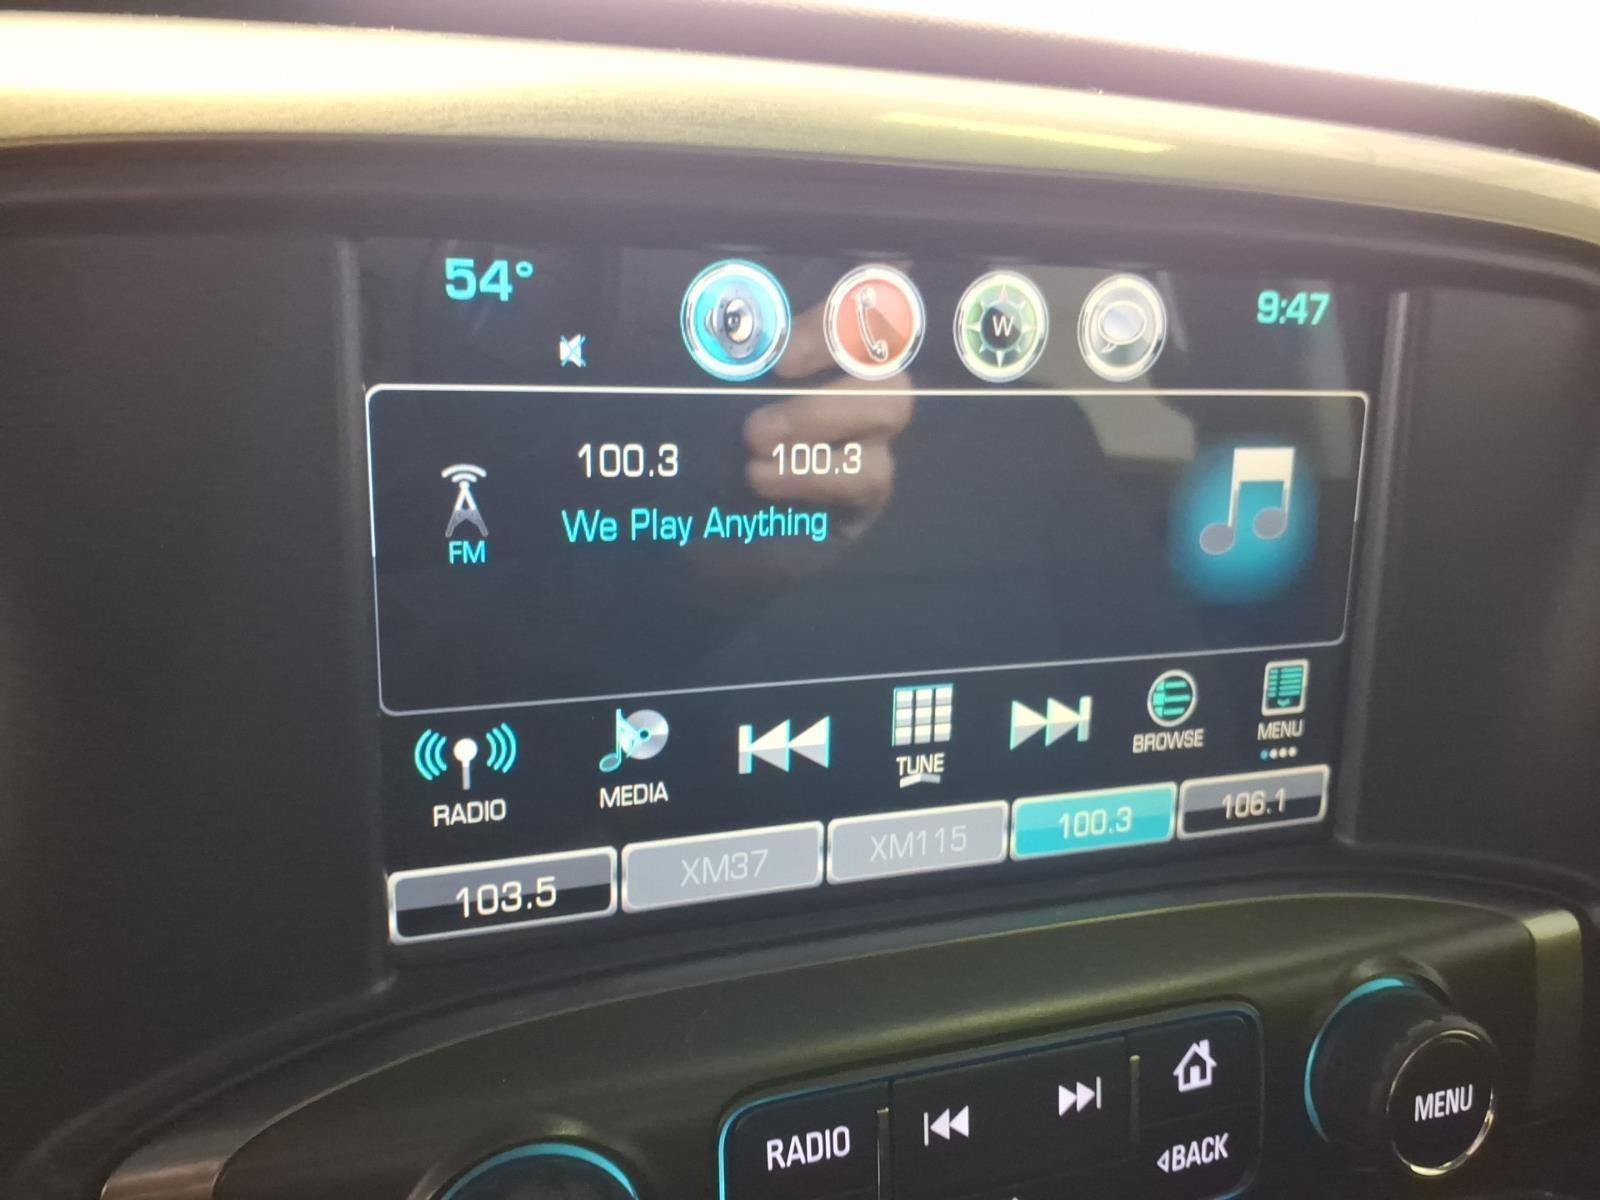 54° 9:47
W
100.3 100.3
We Play Anything
FM
RADIO MEDIA TUNE BROWSE MENU
103.5 XM37 XM115 100.3 106.1
RADIO MENU
BACK